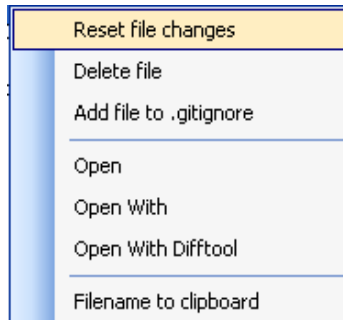 Reset file changes
Delete file
Add file to .gitignore
Open
Open With
Open With Difftool
Filename to clipboard